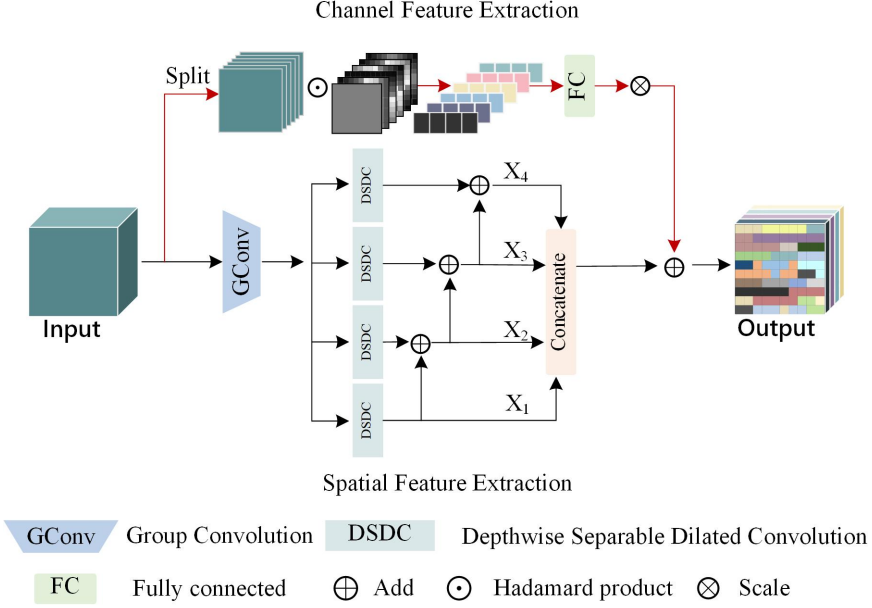 Channel Feature Extraction
Split
FC
DSDC
X4
GConv
DSDC
X3
Concatenate
Input
DSDC
X2
Output
DSDC
X1
Spatial Feature Extraction
GConv Group Convolution DSDC Depthwise Separable Dilated Convolution
FC Fully connected Add Hadamard product Scale